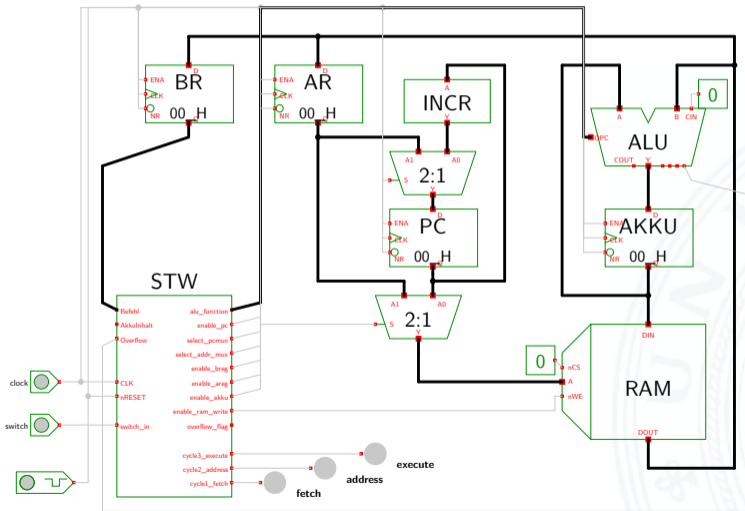 D
D
ENA
BR
CLK
00_H
NR
Q
ENA
AR
CLK
00_H
NR
Q
A
INCR
Y
A1
A0
S
2:1
Y
D
ENA
PC
CLK
00_H
NR
Q
A1
A0
S
2:1
Y
0
A
B
CIN
OPC
ALU
COUT
Y
D
ENA
AKKU
CLK
00_H
NR
Q
DIN
0
nCS
A
RAM
nWE
DOUT
STW
Befehl
alu_function
AkkuInhalt
enable_pc
Overflow
select_pcmux
select_addr_mux
enable_breg
clock
CLK
enable_areg
nRESET
enable_akku
enable_ram_write
switch
switch_in
overflow_flag
cycle3_execute
execute
cycle2_address
address
cycle1_fetch
fetch